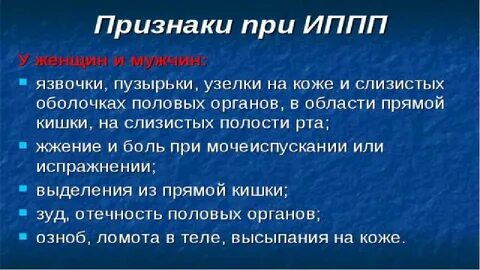 Признаки при ИППП
У женщин и мужчин:
язвочки, пузырьки, узелки на коже и слизистых
оболочках половых органов, в области прямой
кишки, на слизистых полости рта;
жжение и боль при мочеиспускании или
испражнении;
выделения из прямой кишки;
зуд, отечность половых органов;
озноб, ломота в теле, высыпания на коже.